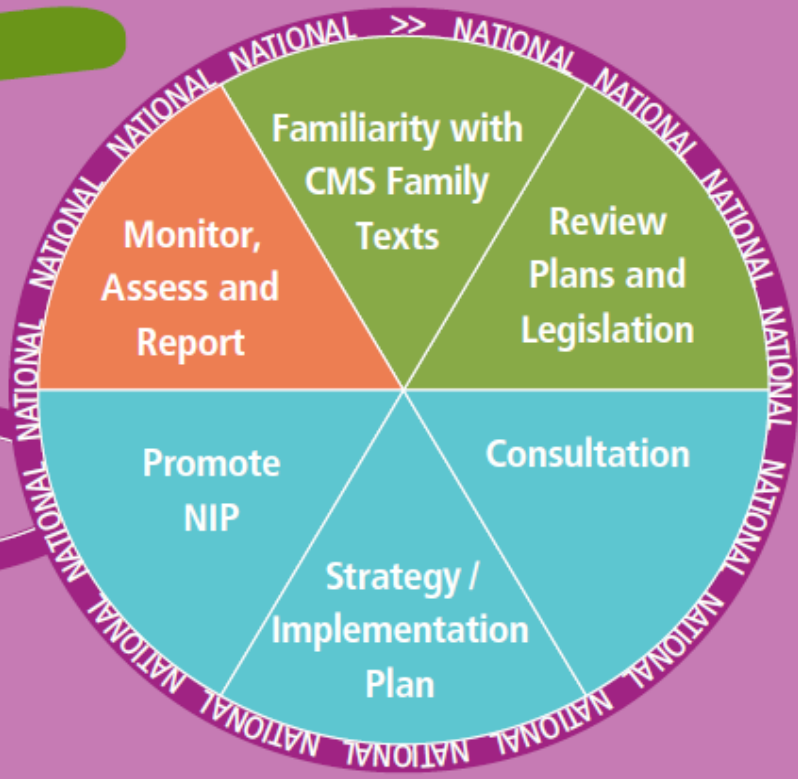 NATIONAL >> NATIONAL NATIONAL NATIONAL NATIONAL NATIONAL NATIONAL NATIONAL NATIONAL NATIONAL NATIONAL NATIONAL NATIONAL NATIONAL NATIONAL
Familiarity with
CMS Family
Texts
Review
Plans and
Legislation
Consultation
Strategy /
Implementation
Plan
Promote
NIP
Monitor,
Assess and
Report